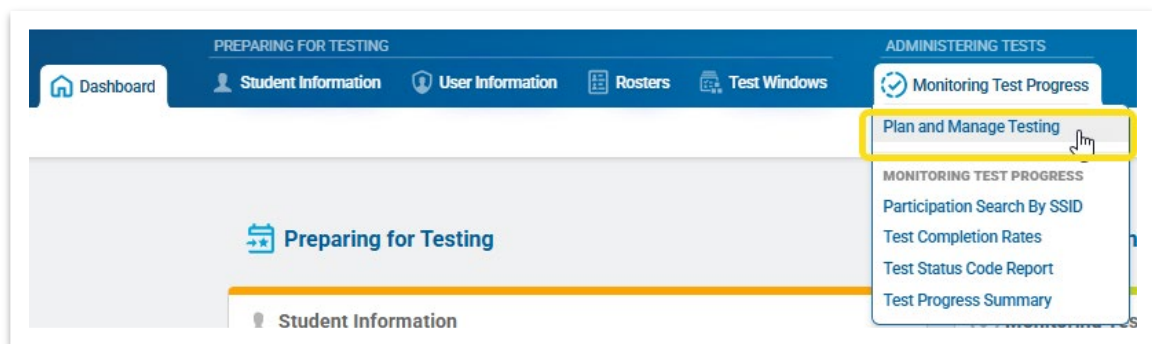 PREPARING FOR TESTING
ADMINISTERING TESTS
Dashboard
Student Information
User Information
Rosters
Test Windows
Monitoring Test Progress
Plan and Manage Testing
MONITORING TEST PROGRESS
Participation Search By SSID
Test Completion Rates
Test Status Code Report
Test Progress Summary
Preparing for Testing
Student Information